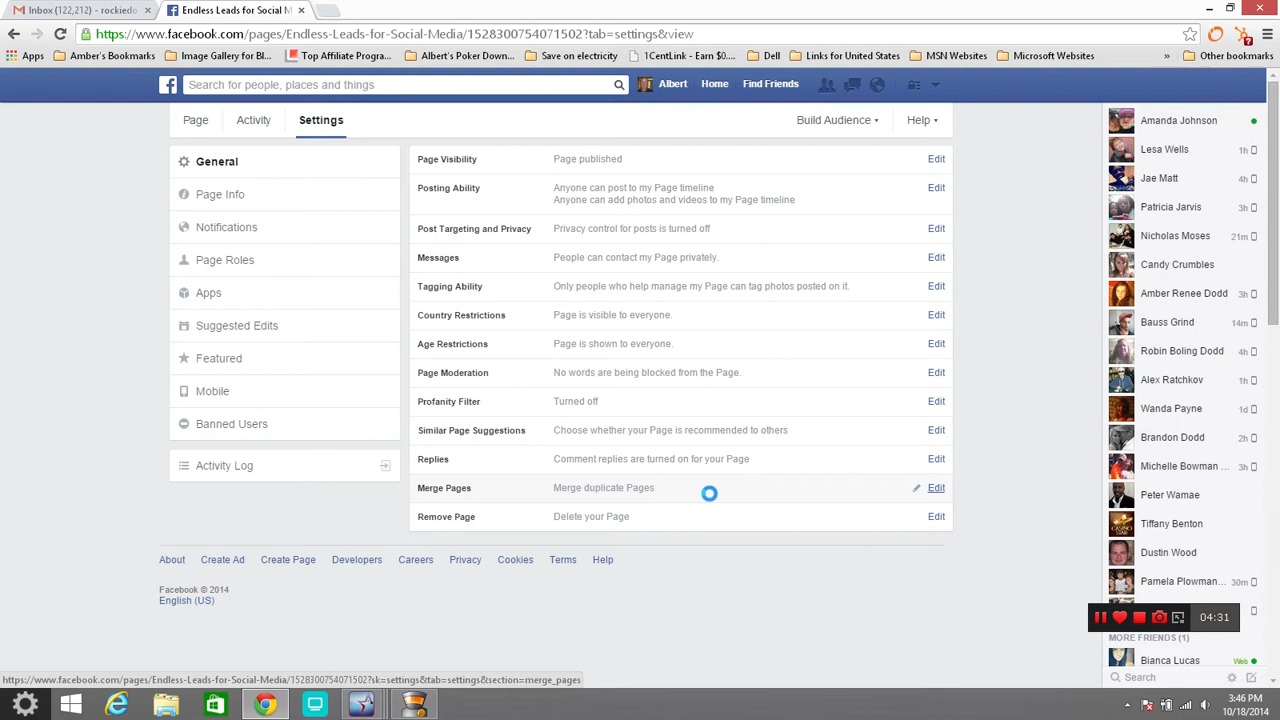 Inbox (122,212) - rockiedo
Endless Leads for Social M
https://www.facebook.com/pages/Endless-Leads-for-Social-Media/1528300754071502?tab=settings&view
Apps
Amber's Bookmarks
Image Gallery for Bl...
Top Affiliate Progra...
Albert's Poker Down...
Save on electricity
1CentLink - Earn $0....
Dell
Links for United States
MSN Websites
Microsoft Websites
»
Other bookmarks
Search for people, places and things
Albert
Home
Find Friends
Page
Activity
Settings
Build Audience
Help
General
Page Info
Notifications
Page Roles
Apps
Suggested Edits
Featured
Mobile
Banned Users
Activity Log
Page Visibility Page published Edit
Posting Ability Anyone can post to my Page timeline Edit
Anyone can add photos and videos to my Page timeline
Post Targeting and Privacy Privacy control for posts is turned off Edit
Messages People can contact my Page privately. Edit
Tagging Ability Only people who help manage my Page can tag photos posted on it. Edit
Country Restrictions Page is visible to everyone. Edit
Age Restrictions Page is shown to everyone. Edit
Page Moderation No words are being blocked from the Page. Edit
Profanity Filter Turned off Edit
Similar Page Suggestions Choose whether your Page is recommended to others Edit
Replies Comment replies are turned on for your Page Edit
Merge Pages Merge duplicate Pages Edit
Remove Page Delete your Page Edit
About Create Ad Create Page Developers Careers Privacy Cookies Terms Help
Facebook © 2014
English (US)
Amanda Johnson
Lesa Wells 1h
Jae Matt 4h
Patricia Jarvis 3h
Nicholas Moses 21m
Candy Crumbles
Amber Renee Dodd 3h
Bauss Grind 14m
Robin Boling Dodd 4h
Alex Ratchkov 1h
Wanda Payne 1d
Brandon Dodd 2h
Michelle Bowman ... 3h
Peter Wamae
Tiffany Benton
Dustin Wood
Pamela Plowman... 30m
04:31
MORE FRIENDS (1)
Bianca Lucas Web
Search
https://www.facebook.com/pages/Endless-Leads-for-Social-Media/1528300754071502?sk=settings&tab=settings&section=merge_pages
3:46 PM
10/18/2014